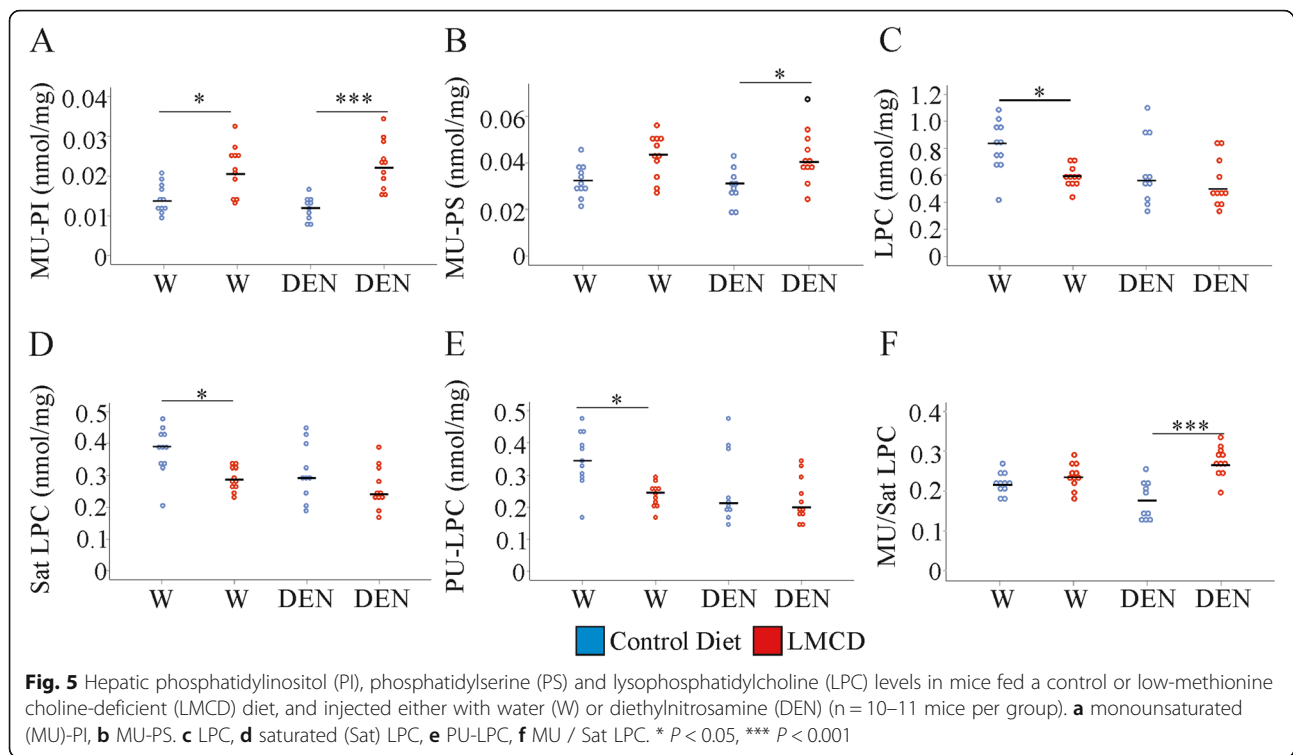 A
B
C
MU-PI (nmol/mg)
0.04
0.03
0.02
0.01
0
*
***
W W DEN DEN
MU-PS (nmol/mg)
0.06
0.04
0.02
0
*
W W DEN DEN
LPC (nmol/mg)
1.2
1.0
0.8
0.6
0.4
0.2
0
*
W W DEN DEN
D
E
F
Sat LPC (nmol/mg)
0.5
0.4
0.3
0.2
0.1
0
*
W W DEN DEN
PU-LPC (nmol/mg)
0.5
0.4
0.3
0.2
0.1
0
*
W W DEN DEN
MU/Sat LPC
0.4
0.3
0.2
0.1
0
***
W W DEN DEN
Control Diet LMCD
Fig. 5 Hepatic phosphatidylinositol (PI), phosphatidylserine (PS) and lysophosphatidylcholine (LPC) levels in mice fed a control or low-methionine
choline-deficient (LMCD) diet, and injected either with water (W) or diethylnitrosamine (DEN) (n = 10–11 mice per group). a monounsaturated
(MU)-PI, b MU-PS. c LPC, d saturated (Sat) LPC, e PU-LPC, f MU / Sat LPC. * P < 0.05, *** P < 0.001